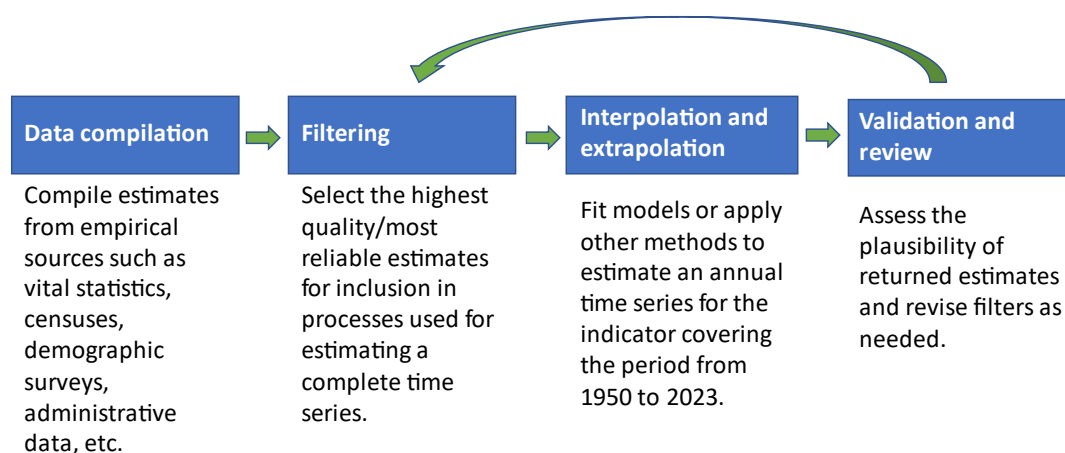 Data compilation
Compile estimates
from empirical
sources such as
vital statistics,
censuses,
demographic
surveys,
administrative
data, etc.
Filtering
Select the highest
quality/most
reliable estimates
for inclusion in
processes used for
estimating a
complete time
series.
Interpolation and
extrapolation
Fit models or apply
other methods to
estimate an annual
time series for the
indicator covering
the period from
1950 to 2023.
Validation and
review
Assess the
plausibility of
returned estimates
and revise filters as
needed.